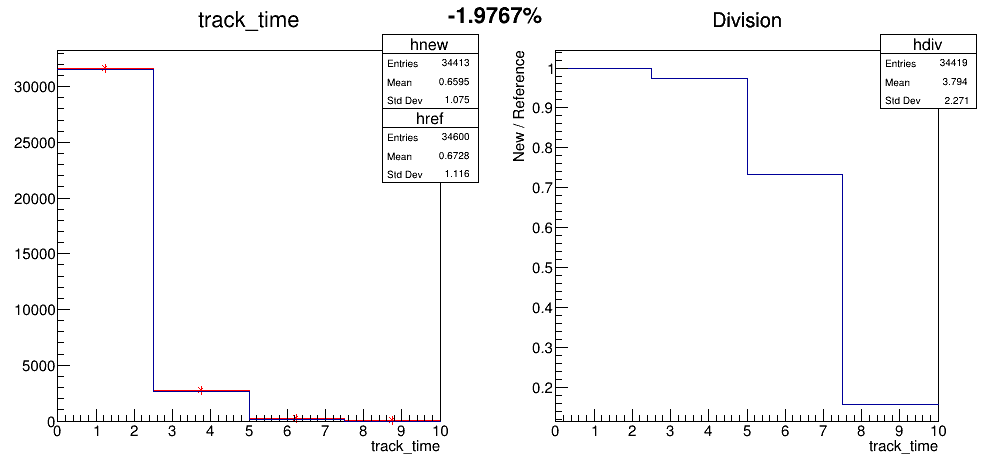 -1.9767%
track_time
hnew
Entries 34413
Mean 0.6595
Std Dev 1.075
href
Entries 34600
Mean 0.6728
Std Dev 1.116
30000
25000
20000
15000
10000
5000
0
0 1 2 3 4 5 6 7 8 9 10
track_time
Division
hdiv
Entries 34419
Mean 3.794
Std Dev 2.271
New / Reference
1
0.9
0.8
0.7
0.6
0.5
0.4
0.3
0.2
0 1 2 3 4 5 6 7 8 9 10
track_time